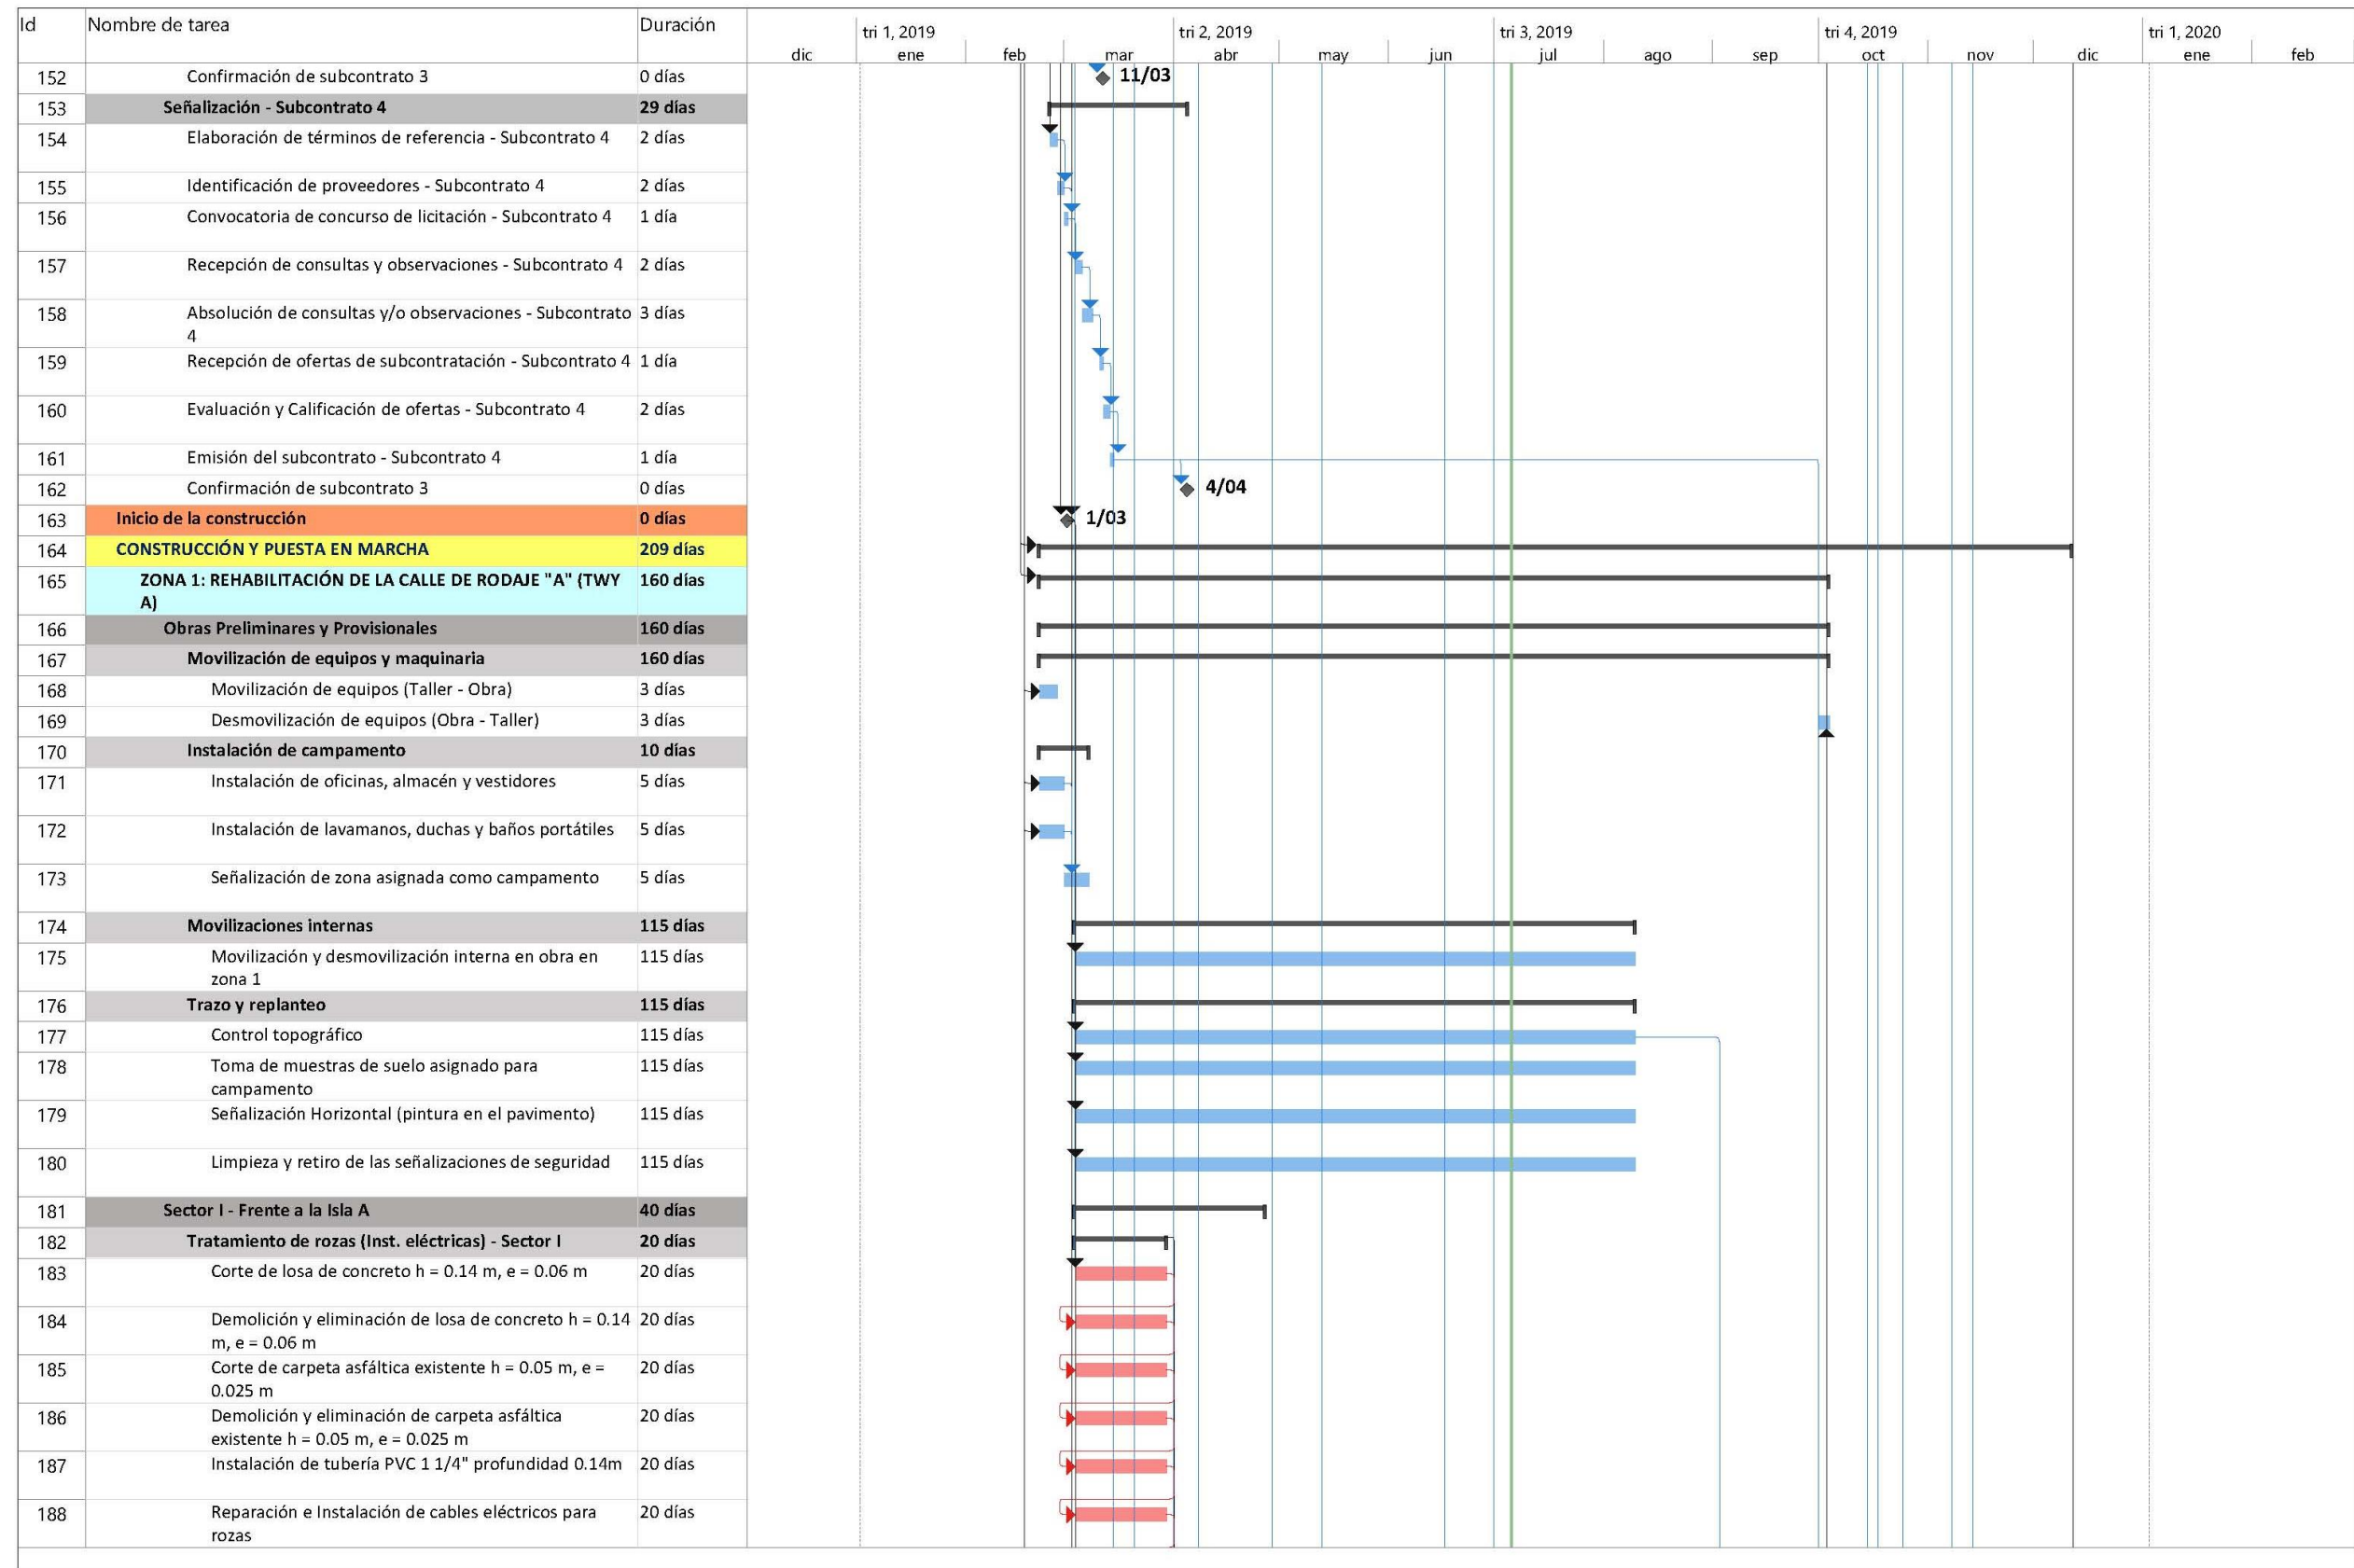 Id Nombre de tarea Duración
tri 1, 2019 tri 2, 2019 tri 3, 2019 tri 4, 2019 tri 1, 2020
dic ene feb mar abr may jun jul ago sep oct nov dic ene feb
152 Confirmación de subcontrato 3 0 días 11/03
153 Señalización - Subcontrato 4 29 días
154 Elaboración de términos de referencia - Subcontrato 4 2 días
155 Identificación de proveedores - Subcontrato 4 2 días
156 Convocatoria de concurso de licitación - Subcontrato 4 1 día
157 Recepción de consultas y observaciones - Subcontrato 4 2 días
158 Absolución de consultas y/o observaciones - Subcontrato 3 días
4
159 Recepción de ofertas de subcontratación - Subcontrato 4 1 día
160 Evaluación y Calificación de ofertas - Subcontrato 4 2 días
161 Emisión del subcontrato - Subcontrato 4 1 día
162 Confirmación de subcontrato 3 0 días 4/04
163 Inicio de la construcción 0 días 1/03
164 CONSTRUCCIÓN Y PUESTA EN MARCHA 209 días
165 ZONA 1: REHABILITACIÓN DE LA CALLE DE RODAJE "A" (TWY 160 días
A)
166 Obras Preliminares y Provisionales 160 días
167 Movilización de equipos y maquinaria 160 días
168 Movilización de equipos (Taller - Obra) 3 días
169 Desmovilización de equipos (Obra - Taller) 3 días
170 Instalación de campamento 10 días
171 Instalación de oficinas, almacén y vestidores 5 días
172 Instalación de lavamanos, duchas y baños portátiles 5 días
173 Señalización de zona asignada como campamento 5 días
174 Movilizaciones internas 115 días
175 Movilización y desmovilización interna en obra en 115 días
zona 1
176 Trazo y replanteo 115 días
177 Control topográfico 115 días
178 Toma de muestras de suelo asignado para 115 días
campamento
179 Señalización Horizontal (pintura en el pavimento) 115 días
180 Limpieza y retiro de las señalizaciones de seguridad 115 días
181 Sector I - Frente a la Isla A 40 días
182 Tratamiento de rozas (Inst. eléctricas) - Sector I 20 días
183 Corte de losa de concreto h = 0.14 m, e = 0.06 m 20 días
184 Demolición y eliminación de losa de concreto h = 0.14 20 días
m, e = 0.06 m
185 Corte de carpeta asfáltica existente h = 0.05 m, e = 20 días
0.025 m
186 Demolición y eliminación de carpeta asfáltica 20 días
existente h = 0.05 m, e = 0.025 m
187 Instalación de tubería PVC 1 1/4" profundidad 0.14m 20 días
188 Reparación e Instalación de cables eléctricos para 20 días
rozas